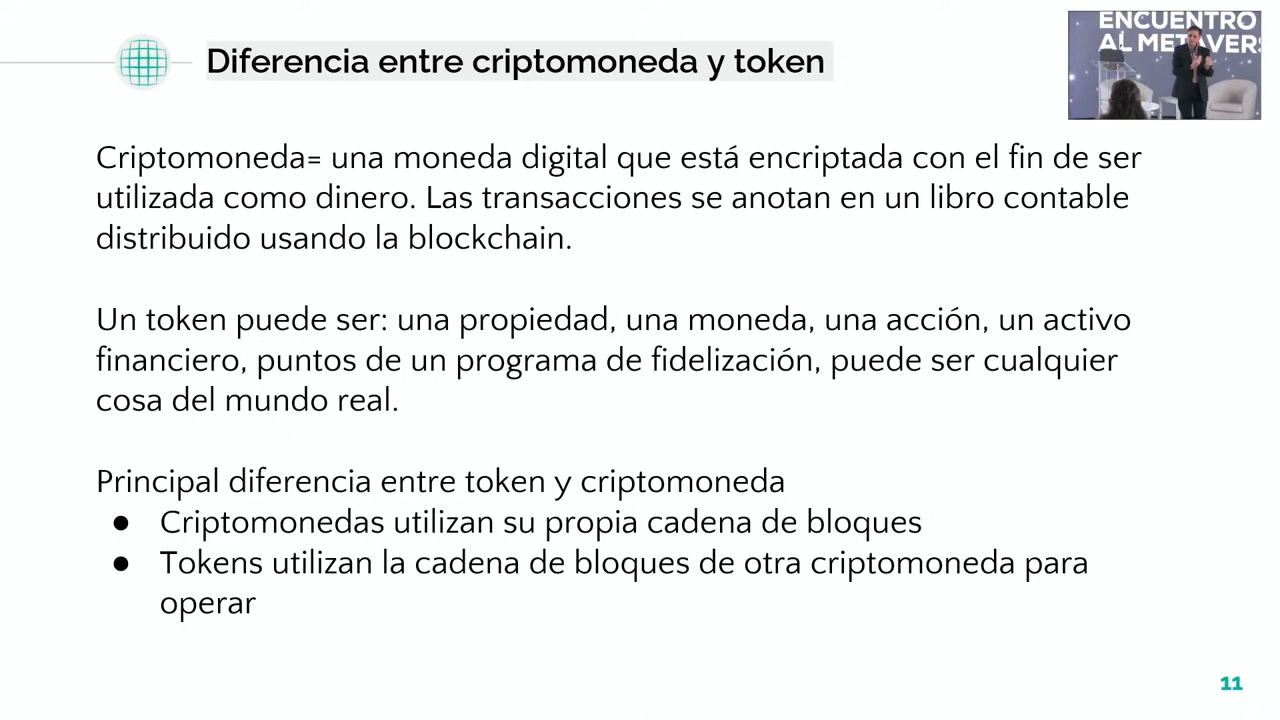 Diferencia entre criptomoneda y token
ENCUENTRO
AL METAVERS
Criptomoneda= una moneda digital que está encriptada con el fin de ser
utilizada como dinero. Las transacciones se anotan en un libro contable
distribuido usando la blockchain.
Un token puede ser: una propiedad, una moneda, una acción, un activo
financiero, puntos de un programa de fidelización, puede ser cualquier
cosa del mundo real.
Principal diferencia entre token y criptomoneda
● Criptomonedas utilizan su propia cadena de bloques
● Tokens utilizan la cadena de bloques de otra criptomoneda para
operar
11